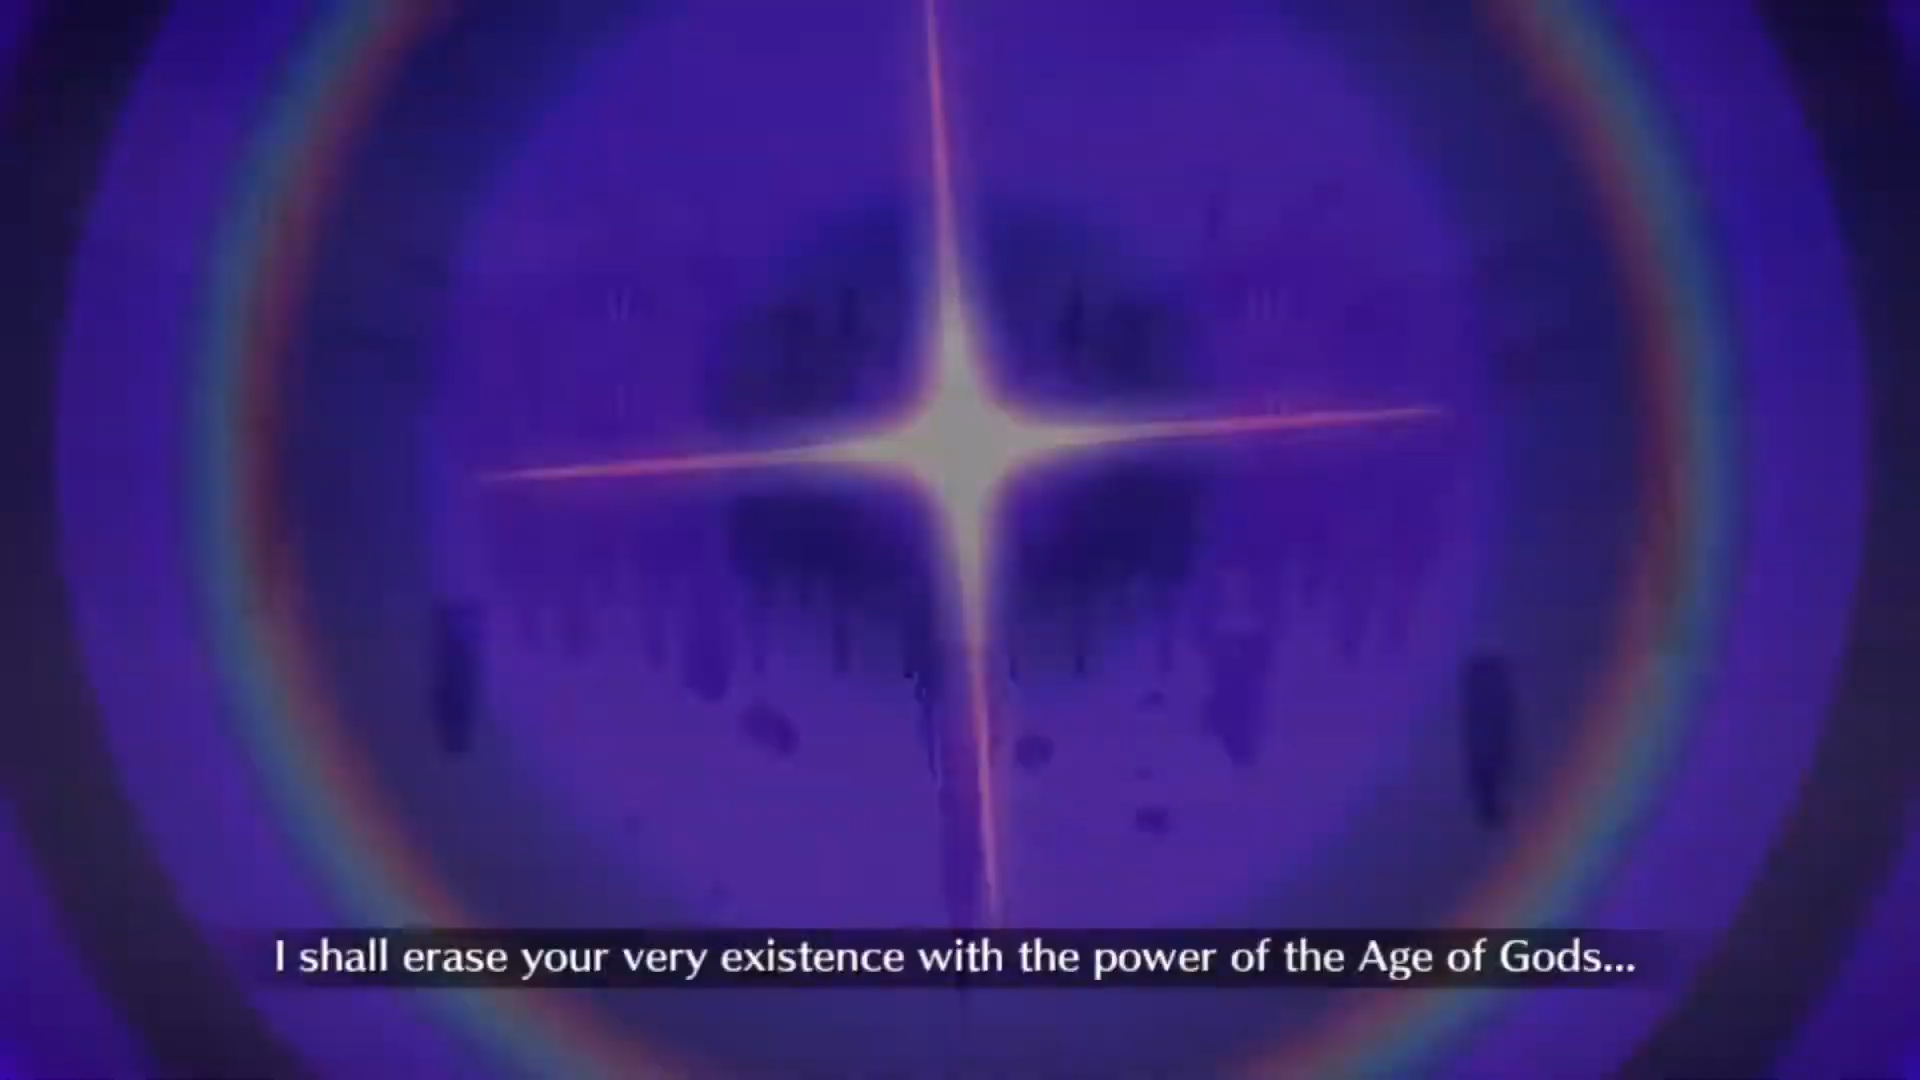 I shall erase your very existence with the power of the Age of Gods...